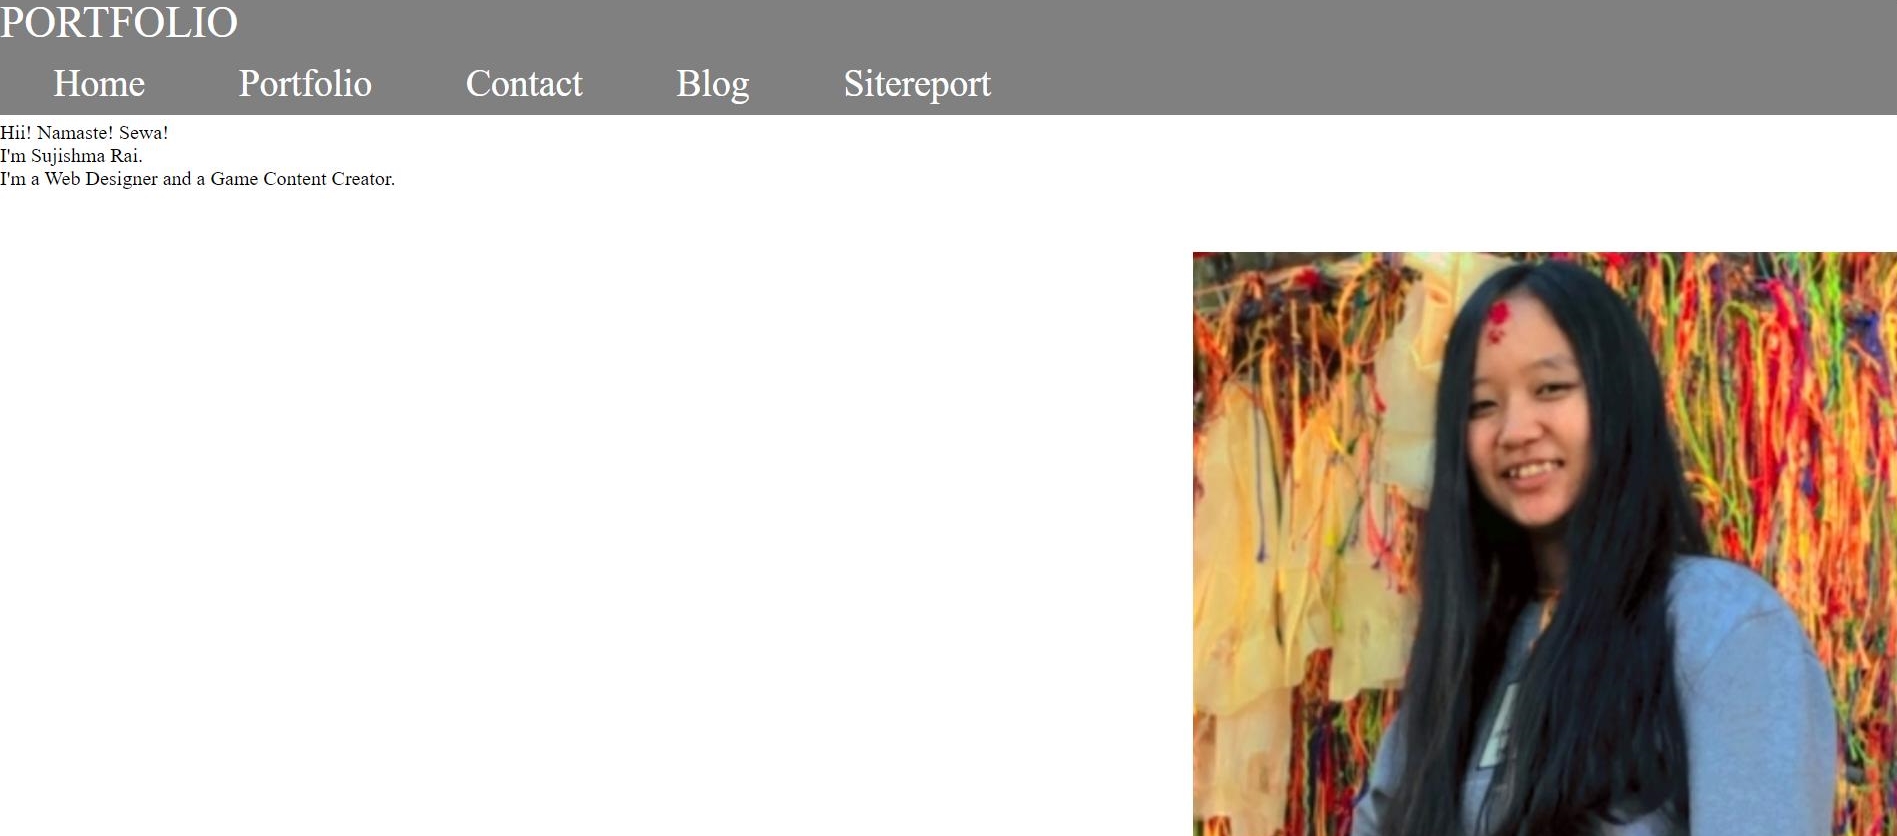 PORTFOLIO
Home Portfolio Contact Blog Sitereport
Hii! Namaste! Sewa!
I'm Sujishma Rai.
I'm a Web Designer and a Game Content Creator.